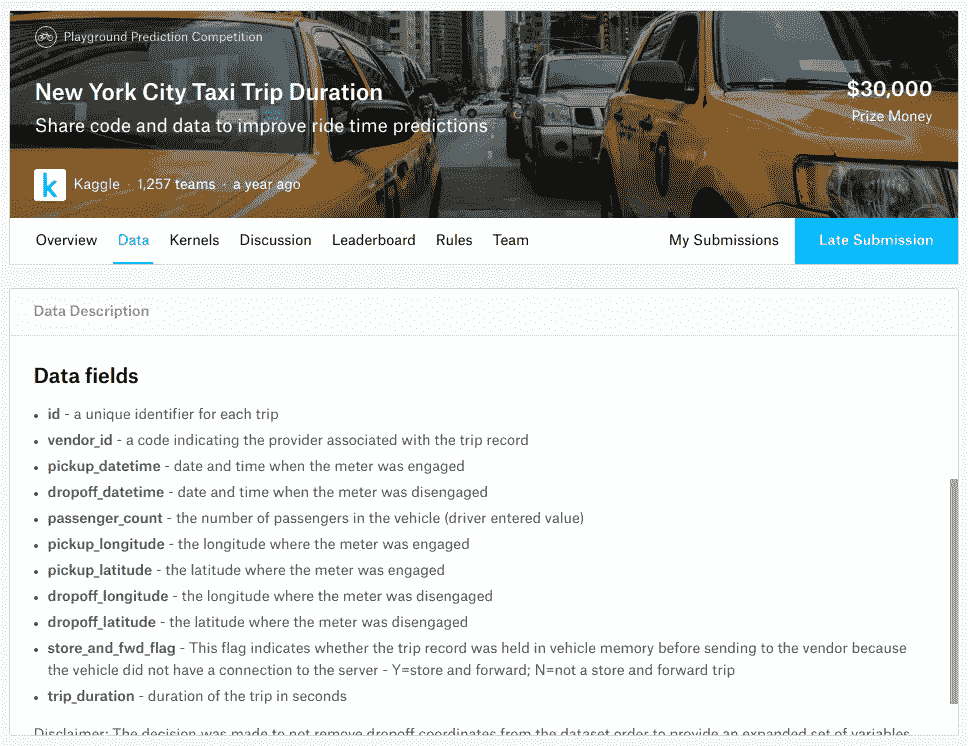 Playground Prediction Competition
New York City Taxi Trip Duration
$30,000
Share code and data to improve ride time predictions
Prize Money
k
Kaggle · 1,257 teams · a year ago
Overview Data Kernels Discussion Leaderboard Rules Team My Submissions Late Submission
Data Description
Data fields
• id - a unique identifier for each trip
• vendor_id - a code indicating the provider associated with the trip record
• pickup_datetime - date and time when the meter was engaged
• dropoff_datetime - date and time when the meter was disengaged
• passenger_count - the number of passengers in the vehicle (driver entered value)
• pickup_longitude - the longitude where the meter was engaged
• pickup_latitude - the latitude where the meter was engaged
• dropoff_longitude - the longitude where the meter was disengaged
• dropoff_latitude - the latitude where the meter was disengaged
• store_and_fwd_flag - This flag indicates whether the trip record was held in vehicle memory before sending to the vendor because
the vehicle did not have a connection to the server - Y=store and forward; N=not a store and forward trip
• trip_duration - duration of the trip in seconds
Disclaimer: The decision was made to not remove dropoff coordinates from the dataset order to provide an expanded set of variables